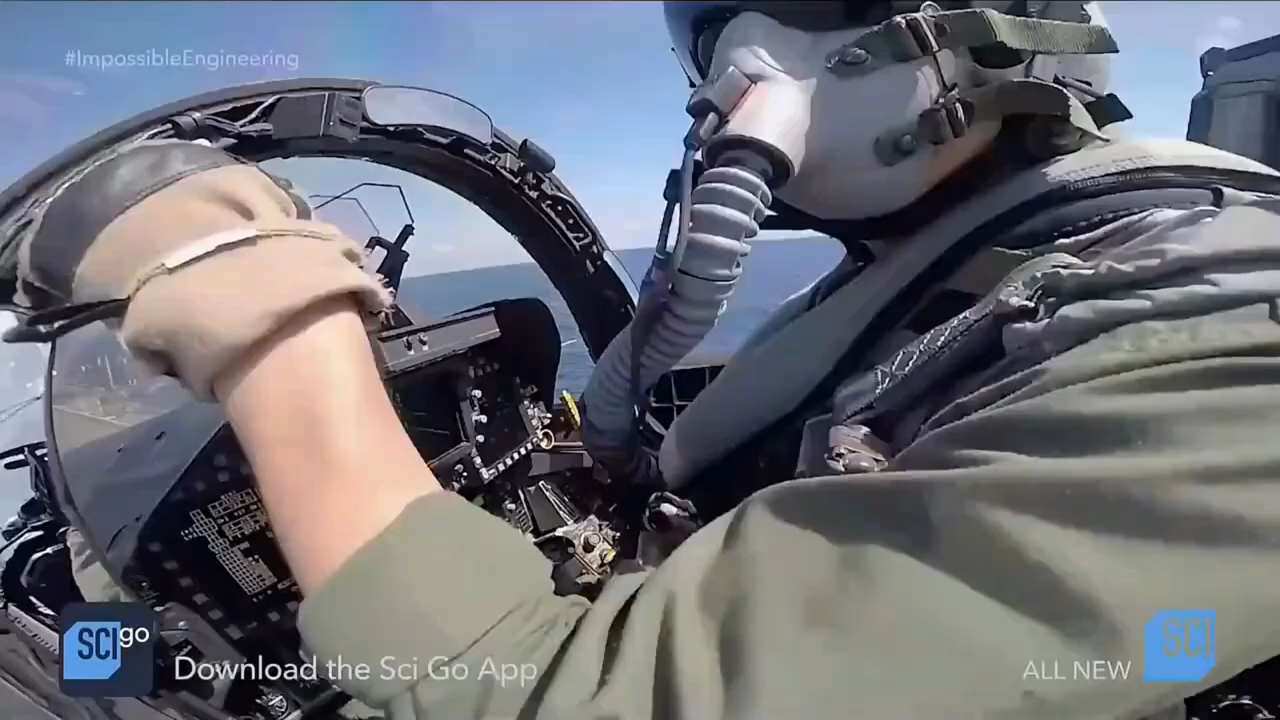 #ImpossibleEngineering
SCI go
Download the Sci Go App
ALL NEW
SCI